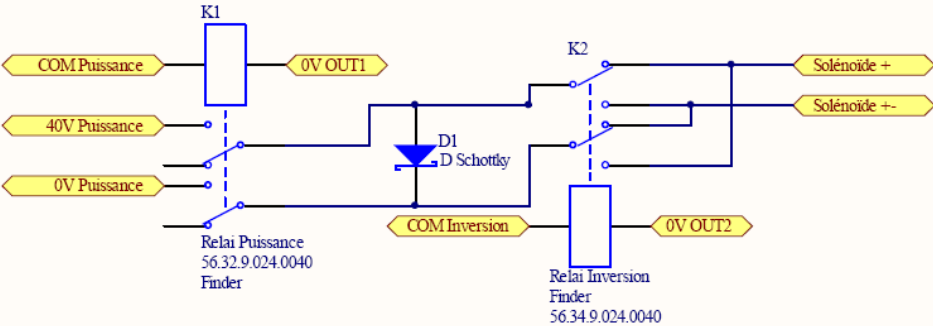 K1
COM Puissance
0V OUT1
40V Puissance
0V Puissance
Relai Puissance
56.32.9.024.0040
Finder
D1
D Schottky
K2
Solénoïde +
Solénoïde +-
COM Inversion
0V OUT2
Relai Inversion
Finder
56.34.9.024.0040